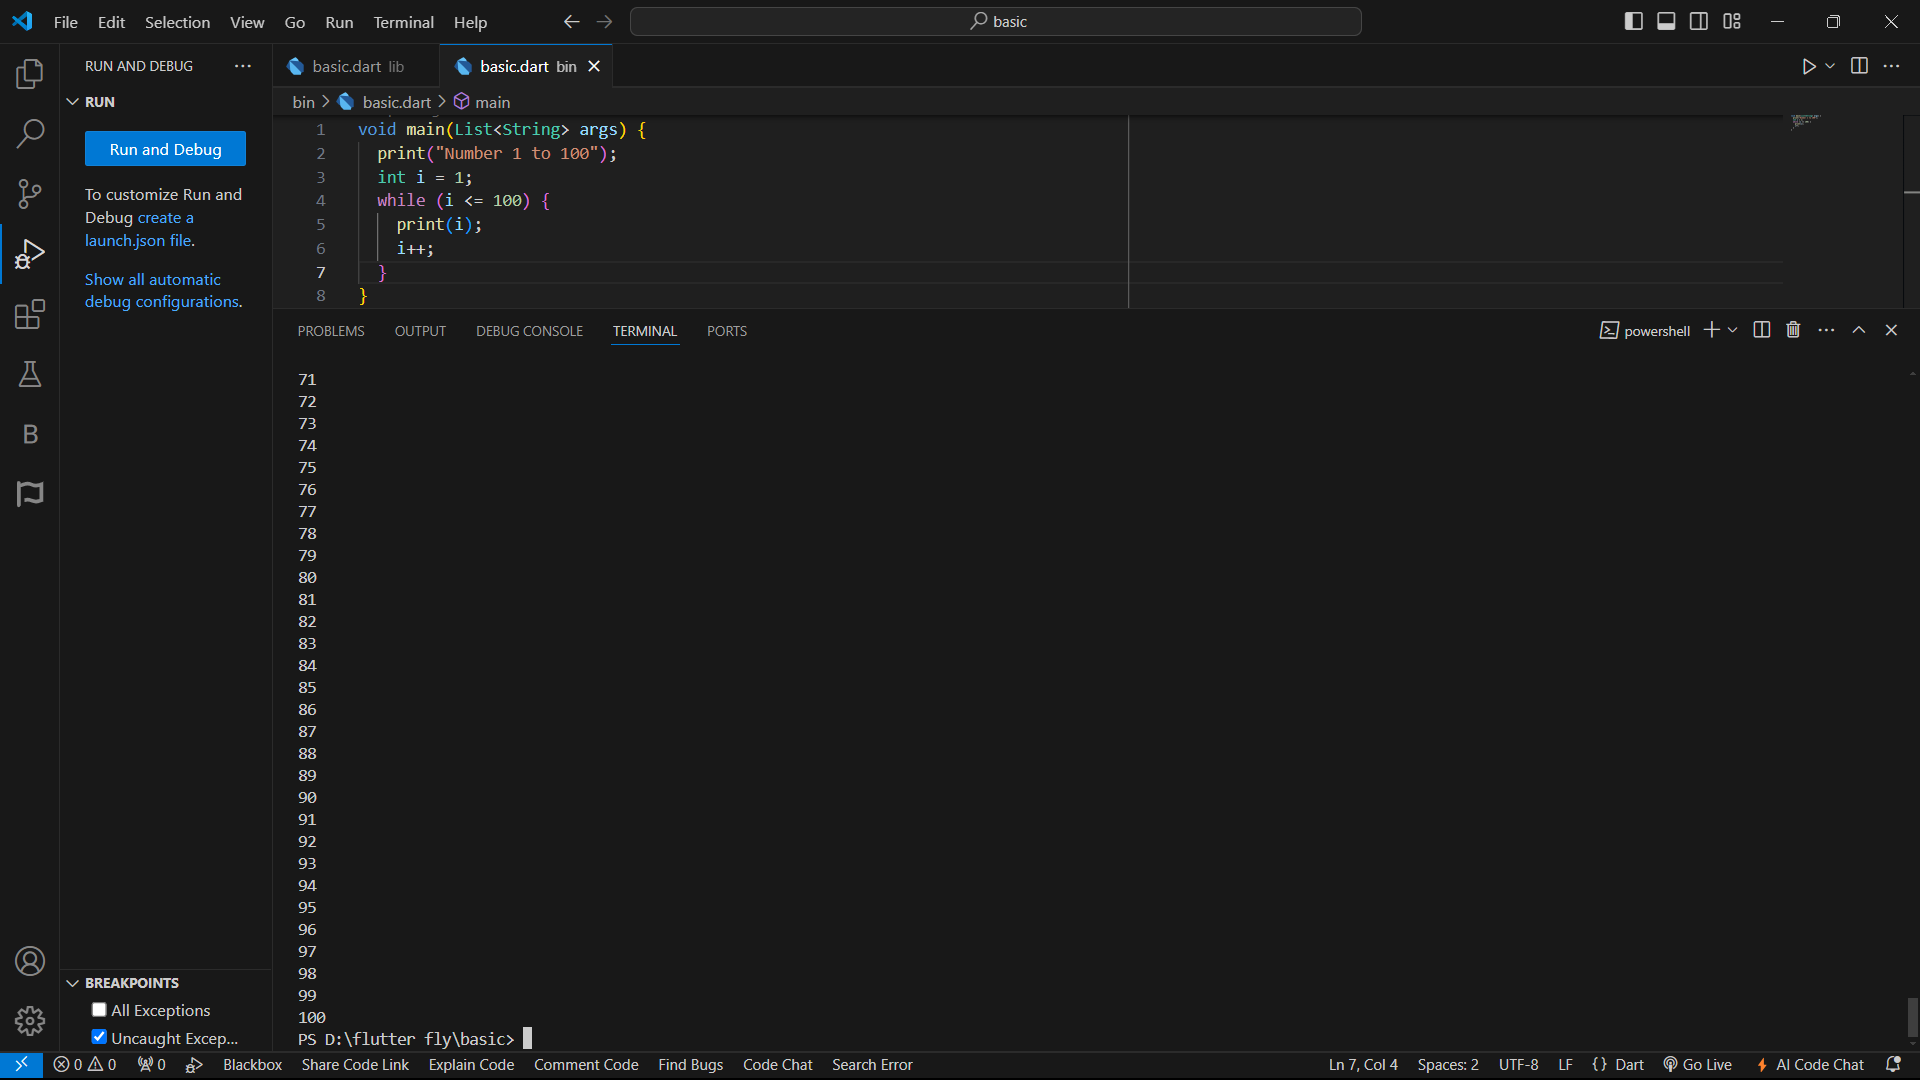 File Edit Selection View Go Run Terminal Help
basic
RUN AND DEBUG
RUN
Run and Debug
To customize Run and
Debug create a
launch.json file.
Show all automatic
debug configurations.
basic.dart lib
basic.dart bin
bin > basic.dart > main
1 void main(List<String> args) {
2 print("Number 1 to 100");
3 int i = 1;
4 while (i <= 100) {
5 print(i);
6 i++;
7 }
8 }
PROBLEMS OUTPUT DEBUG CONSOLE TERMINAL PORTS
powershell
71
72
73
74
75
76
77
78
79
80
81
82
83
84
85
86
87
88
89
90
91
92
93
94
95
96
97
98
99
100
PS D:\flutter fly\basic>
B
BREAKPOINTS
All Exceptions
Uncaught Excep...
0 0 0 Blackbox Share Code Link Explain Code Comment Code Find Bugs Code Chat Search Error
Ln 7, Col 4 Spaces: 2 UTF-8 LF {} Dart Go Live AI Code Chat